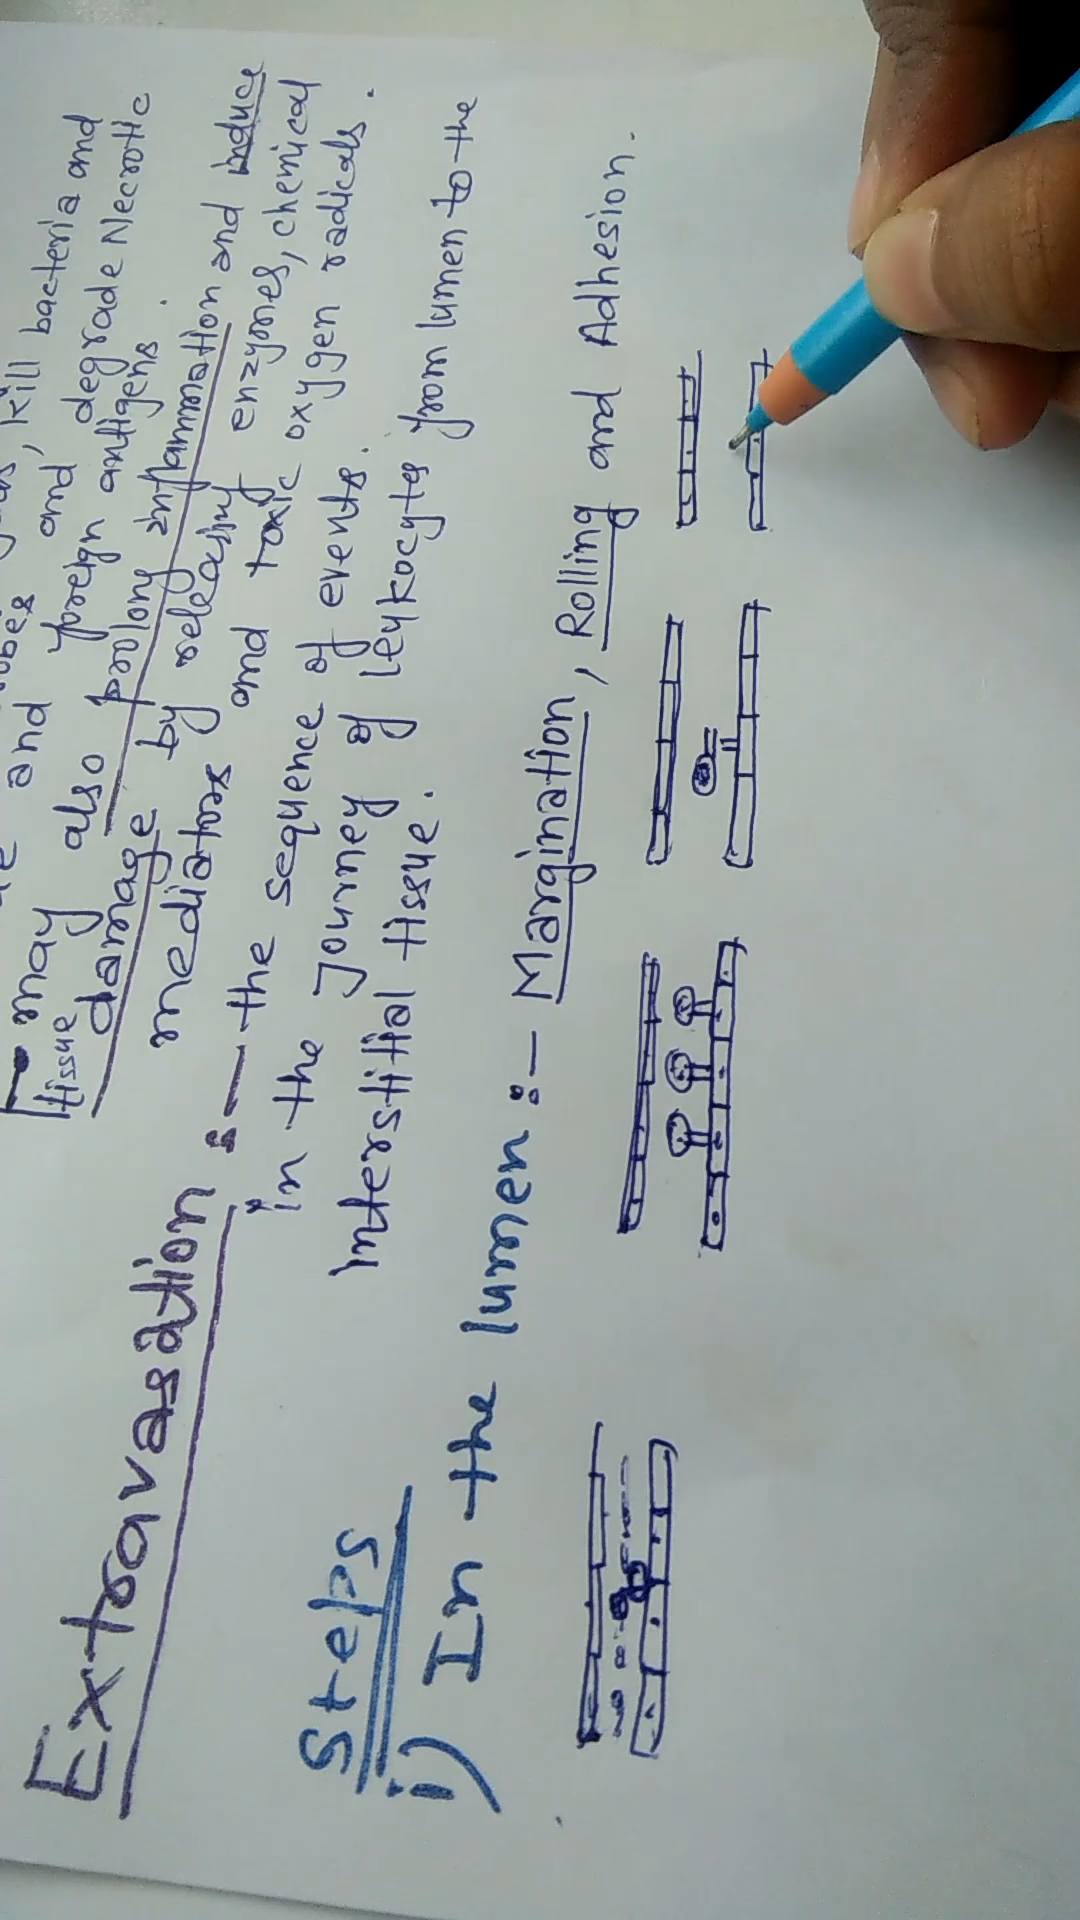 and
, kill bacteria and
and foreign and degrade Necrotic
tissue antigens.
may also prolong inflammation and induce
damage by releasing enzymes, chemical
mediators and toxic oxygen radicals.
Extravasation :- the sequence of events
in the Journey of leukocytes from lumen to the
Interstitial tissue.
Steps
i) In the lumen :- Margination, Rolling and Adhesion.